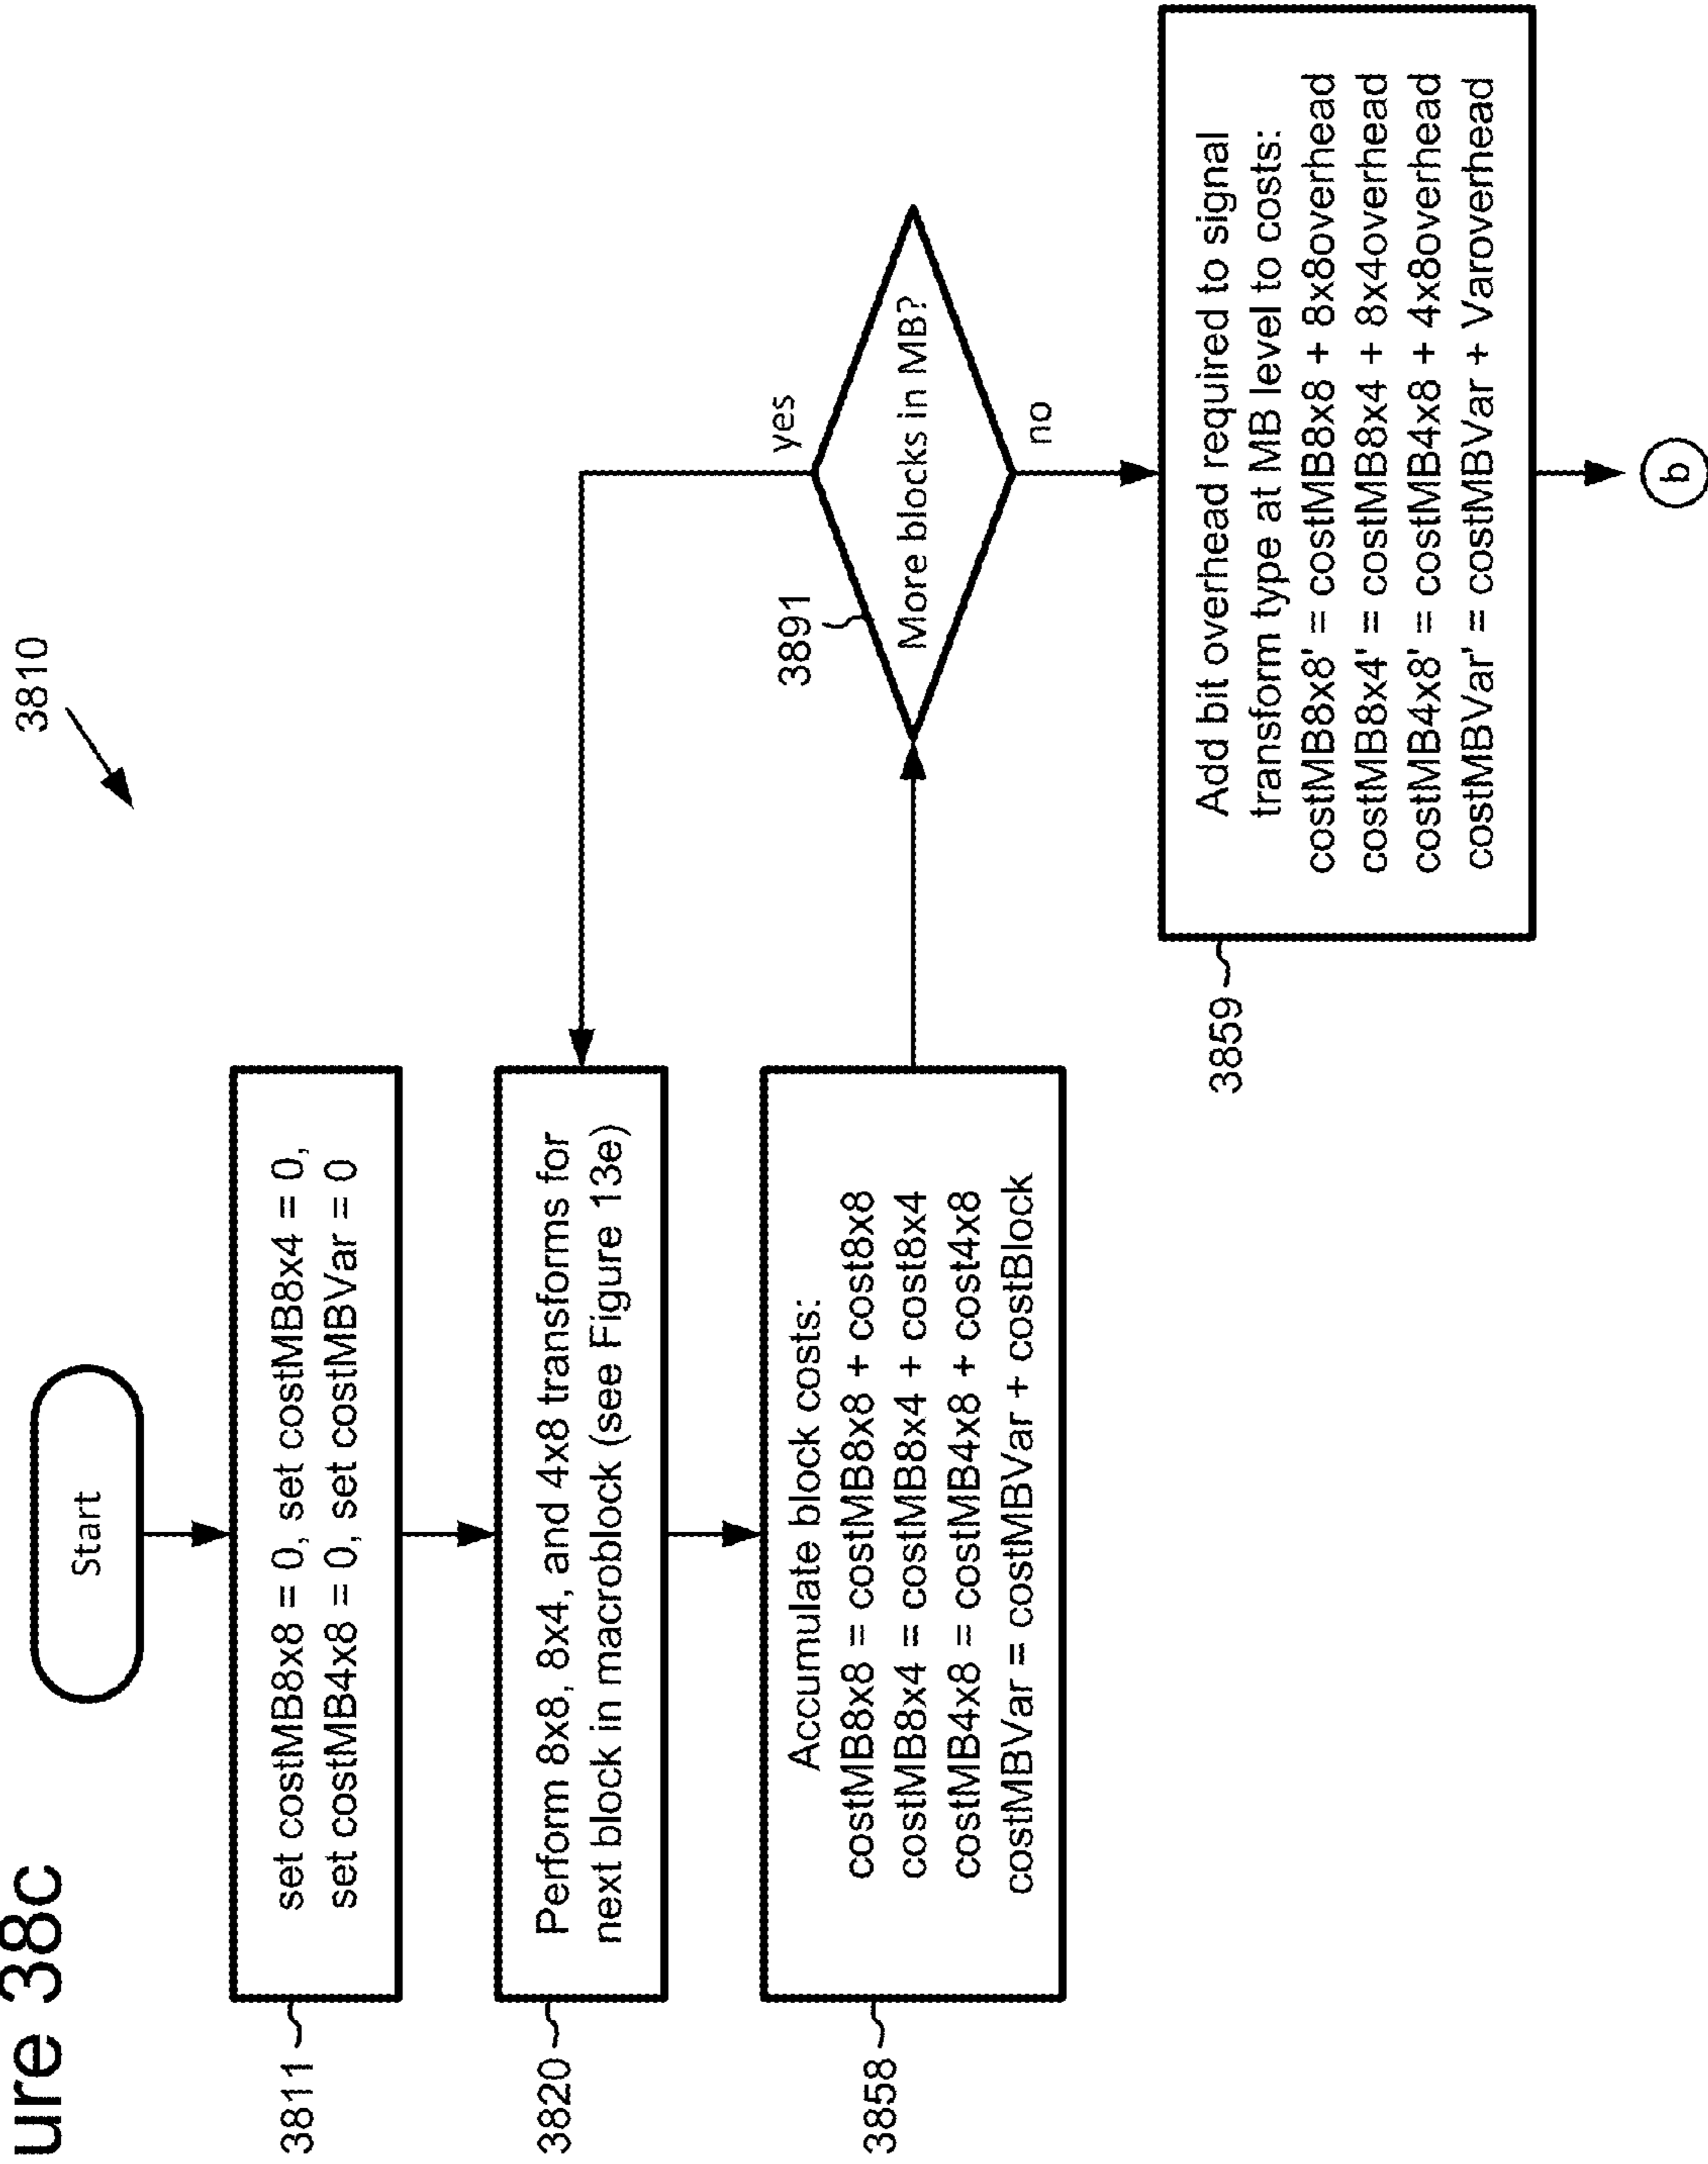 ure 38c
3810
Start
3811
set costMB8x8 = 0, set costMB8x4 = 0,
set costMB4x8 = 0, set costMBVar = 0
3820
Perform 8x8, 8x4, and 4x8 transforms for
next block in macroblock (see Figure 13e)
3858
Accumulate block costs:
costMB8x8 = costMB8x8 + cost8x8
costMB8x4 = costMB8x4 + cost8x4
costMB4x8 = costMB4x8 + cost4x8
costMBVar = costMBVar + costBlock
3891
More blocks in MB?
yes
no
3859
Add bit overhead required to signal
transform type at MB level to costs:
costMB8x8' = costMB8x8 + 8x8overhead
costMB8x4' = costMB8x4 + 8x4overhead
costMB4x8' = costMB4x8 + 4x8overhead
costMBVar' = costMBVar + Varoverhead
b